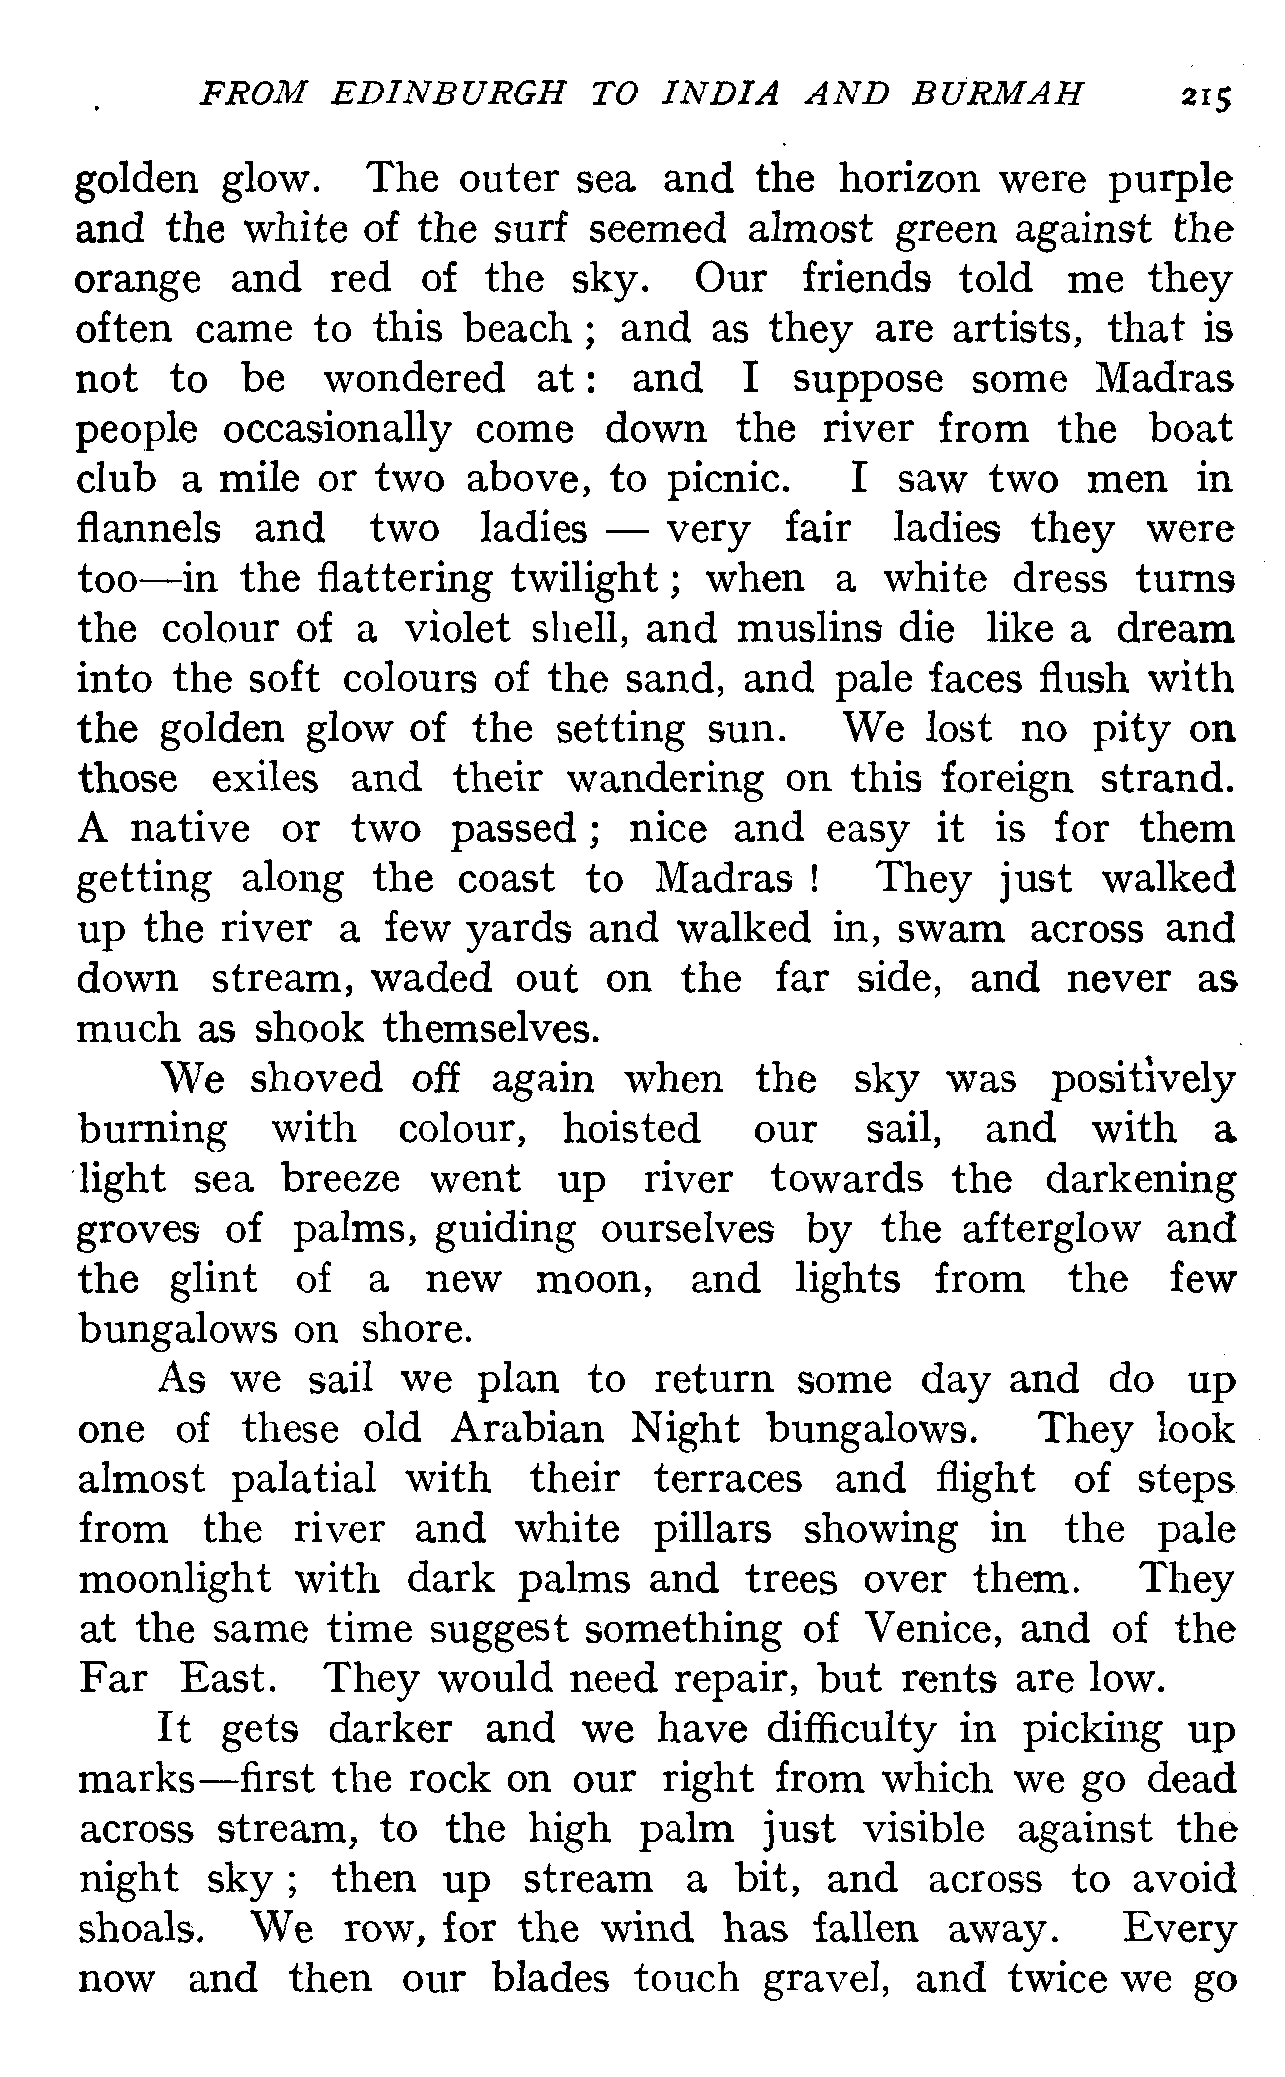 FROM EDINBURGH TO INDIA AND BURMAH 215
golden glow. The outer sea and the horizon were purple
and the white of the surf seemed almost green against the
orange and red of the sky. Our friends told me they
often came to this beach ; and as they are artists, that is
not to be wondered at : and I suppose some Madras
people occasionally come down the river from the boat
club a mile or two above, to picnic. I saw two men in
flannels and two ladies — very fair ladies they were
too—in the flattering twilight ; when a white dress turns
the colour of a violet shell, and muslins die like a dream
into the soft colours of the sand, and pale faces flush with
the golden glow of the setting sun. We lost no pity on
those exiles and their wandering on this foreign strand.
A native or two passed ; nice and easy it is for them
getting along the coast to Madras ! They just walked
up the river a few yards and walked in, swam across and
down stream, waded out on the far side, and never as
much as shook themselves.
We shoved off again when the sky was positively
burning with colour, hoisted our sail, and with a
light sea breeze went up river towards the darkening
groves of palms, guiding ourselves by the afterglow and
the glint of a new moon, and lights from the few
bungalows on shore.
As we sail we plan to return some day and do up
one of these old Arabian Night bungalows. They look
almost palatial with their terraces and flight of steps
from the river and white pillars showing in the pale
moonlight with dark palms and trees over them. They
at the same time suggest something of Venice, and of the
Far East. They would need repair, but rents are low.
It gets darker and we have difficulty in picking up
marks—first the rock on our right from which we go dead
across stream, to the high palm just visible against the
night sky ; then up stream a bit, and across to avoid
shoals. We row, for the wind has fallen away. Every
now and then our blades touch gravel, and twice we go